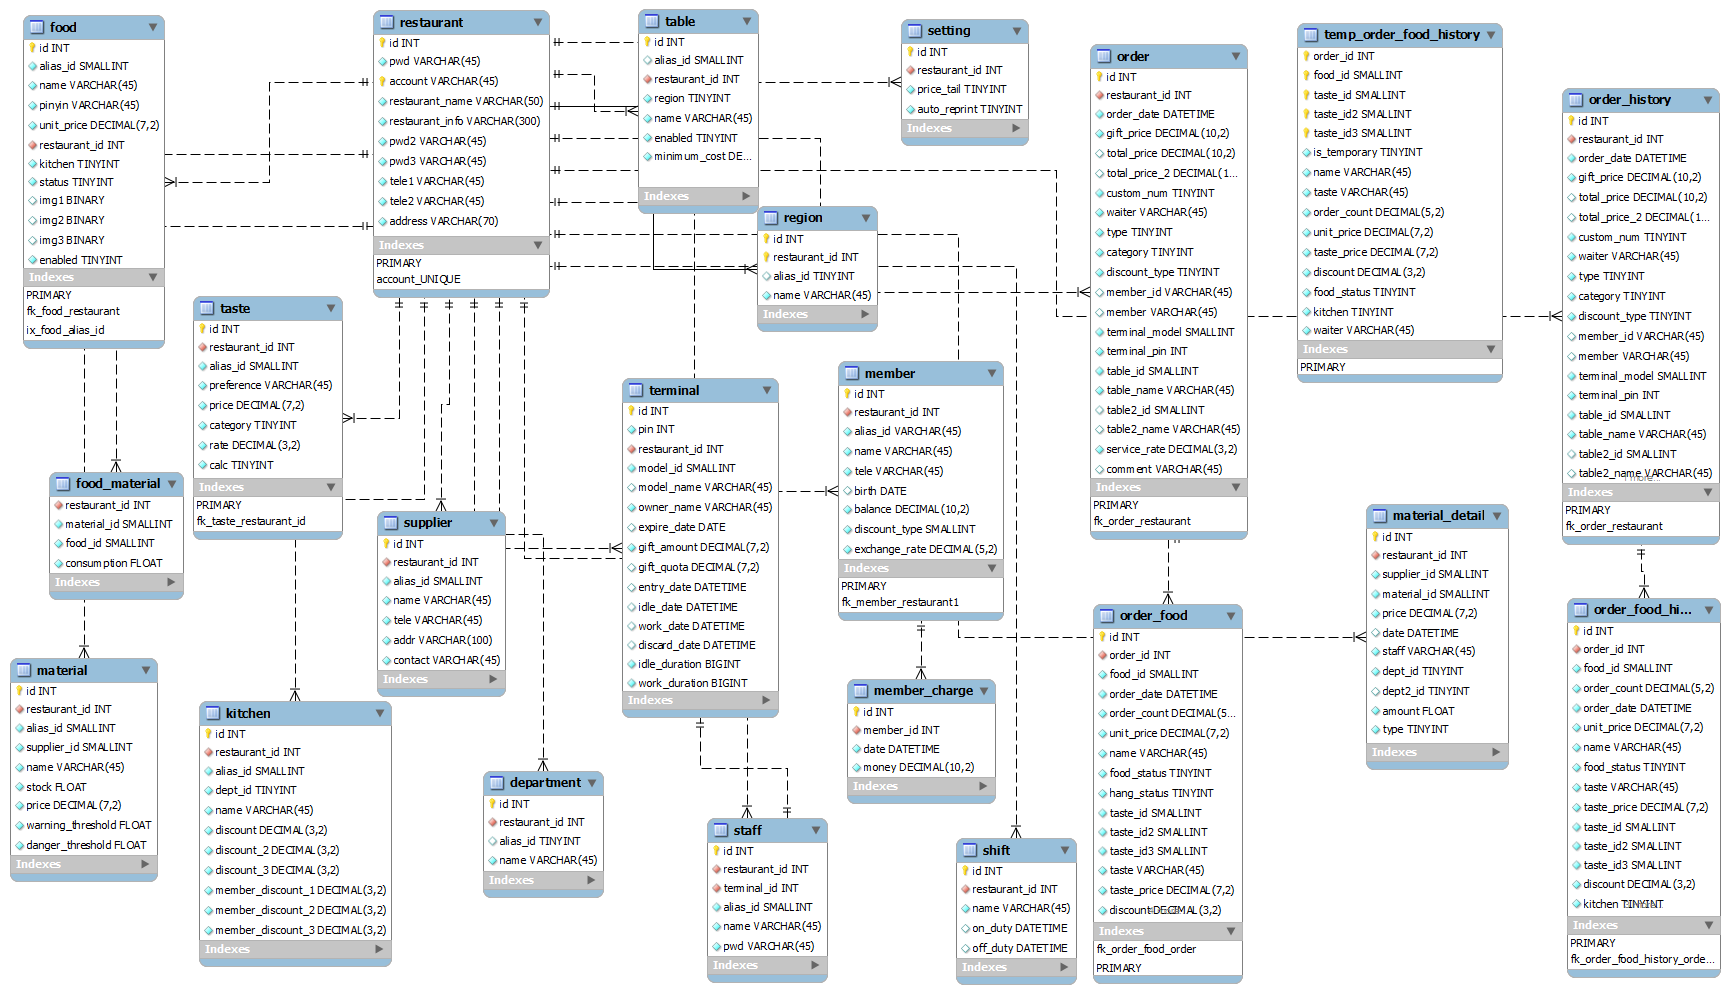 food
id INT
alias_id SMALLINT
name VARCHAR(45)
pinyin VARCHAR(45)
unit_price DECIMAL(7,2)
restaurant_id INT
kitchen TINYINT
status TINYINT
img1 BINARY
img2 BINARY
img3 BINARY
enabled TINYINT
Indexes
PRIMARY
fk_food_restaurant
ix_food_alias_id
restaurant
id INT
pwd VARCHAR(45)
account VARCHAR(45)
restaurant_name VARCHAR(50)
restaurant_info VARCHAR(300)
pwd2 VARCHAR(45)
pwd3 VARCHAR(45)
tele1 VARCHAR(45)
tele2 VARCHAR(45)
address VARCHAR(70)
Indexes
PRIMARY
account_UNIQUE
table
id INT
alias_id SMALLINT
restaurant_id INT
region TINYINT
name VARCHAR(45)
enabled TINYINT
minimum_cost DE...
Indexes
setting
id INT
restaurant_id INT
price_tail TINYINT
auto_reprint TINYINT
Indexes
region
id INT
restaurant_id INT
alias_id TINYINT
name VARCHAR(45)
Indexes
order
id INT
restaurant_id INT
order_date DATETIME
gift_price DECIMAL(10,2)
total_price DECIMAL(10,2)
total_price_2 DECIMAL(1...
custom_num TINYINT
waiter VARCHAR(45)
type TINYINT
category TINYINT
discount_type TINYINT
member_id VARCHAR(45)
member VARCHAR(45)
terminal_model SMALLINT
terminal_pin INT
table_id SMALLINT
table_name VARCHAR(45)
table2_id SMALLINT
table2_name VARCHAR(45)
service_rate DECIMAL(3,2)
comment VARCHAR(45)
Indexes
PRIMARY
fk_order_restaurant
temp_order_food_history
order_id INT
food_id SMALLINT
taste_id SMALLINT
taste_id2 SMALLINT
taste_id3 SMALLINT
is_temporary TINYINT
name VARCHAR(45)
taste VARCHAR(45)
order_count DECIMAL(5,2)
unit_price DECIMAL(7,2)
taste_price DECIMAL(7,2)
discount DECIMAL(3,2)
food_status TINYINT
kitchen TINYINT
waiter VARCHAR(45)
Indexes
PRIMARY
order_history
id INT
restaurant_id INT
order_date DATETIME
gift_price DECIMAL(10,2)
total_price DECIMAL(10,2)
total_price_2 DECIMAL(1...
custom_num TINYINT
waiter VARCHAR(45)
type TINYINT
category TINYINT
discount_type TINYINT
member_id VARCHAR(45)
member VARCHAR(45)
terminal_model SMALLINT
terminal_pin INT
table_id SMALLINT
table_name VARCHAR(45)
table2_id SMALLINT
table2_name VARCHAR(45)
Indexes
PRIMARY
fk_order_restaurant
taste
id INT
restaurant_id INT
alias_id SMALLINT
preference VARCHAR(45)
price DECIMAL(7,2)
category TINYINT
rate DECIMAL(3,2)
calc TINYINT
Indexes
PRIMARY
fk_taste_restaurant_id
terminal
id INT
pin INT
restaurant_id INT
model_id SMALLINT
model_name VARCHAR(45)
owner_name VARCHAR(45)
expire_date DATE
gift_amount DECIMAL(7,2)
gift_quota DECIMAL(7,2)
entry_date DATETIME
idle_date DATETIME
work_date DATETIME
discard_date DATETIME
idle_duration BIGINT
work_duration BIGINT
Indexes
member
id INT
restaurant_id INT
alias_id VARCHAR(45)
name VARCHAR(45)
tele VARCHAR(45)
birth DATE
balance DECIMAL(10,2)
discount_type SMALLINT
exchange_rate DECIMAL(5,2)
Indexes
PRIMARY
fk_member_restaurant1
food_material
restaurant_id INT
material_id SMALLINT
food_id SMALLINT
consumption FLOAT
Indexes
supplier
id INT
restaurant_id INT
alias_id SMALLINT
name VARCHAR(45)
tele VARCHAR(45)
addr VARCHAR(100)
contact VARCHAR(45)
Indexes
material_detail
id INT
restaurant_id INT
supplier_id SMALLINT
material_id SMALLINT
price DECIMAL(7,2)
date DATETIME
staff VARCHAR(45)
dept_id TINYINT
dept2_id TINYINT
amount FLOAT
type TINYINT
Indexes
order_food
id INT
order_id INT
food_id SMALLINT
order_date DATETIME
order_count DECIMAL(5...
unit_price DECIMAL(7,2)
name VARCHAR(45)
food_status TINYINT
hang_status TINYINT
taste_id SMALLINT
taste_id2 SMALLINT
taste_id3 SMALLINT
taste VARCHAR(45)
taste_price DECIMAL(7,2)
discount DECIMAL(3,2)
Indexes
fk_order_food_order
PRIMARY
order_food_hi...
id INT
order_id INT
food_id SMALLINT
order_count DECIMAL(5,2)
order_date DATETIME
unit_price DECIMAL(7,2)
name VARCHAR(45)
food_status TINYINT
taste VARCHAR(45)
taste_price DECIMAL(7,2)
taste_id SMALLINT
taste_id2 SMALLINT
taste_id3 SMALLINT
discount DECIMAL(3,2)
kitchen TINYINT
Indexes
PRIMARY
fk_order_food_history_orde...
material
id INT
restaurant_id INT
alias_id SMALLINT
supplier_id SMALLINT
name VARCHAR(45)
stock FLOAT
price DECIMAL(7,2)
warning_threshold FLOAT
danger_threshold FLOAT
Indexes
kitchen
id INT
restaurant_id INT
alias_id SMALLINT
dept_id TINYINT
name VARCHAR(45)
discount DECIMAL(3,2)
discount_2 DECIMAL(3,2)
discount_3 DECIMAL(3,2)
member_discount_1 DECIMAL(3,2)
member_discount_2 DECIMAL(3,2)
member_discount_3 DECIMAL(3,2)
Indexes
department
id INT
restaurant_id INT
alias_id TINYINT
name VARCHAR(45)
Indexes
member_charge
id INT
member_id INT
date DATETIME
money DECIMAL(10,2)
Indexes
staff
id INT
restaurant_id INT
terminal_id INT
alias_id SMALLINT
name VARCHAR(45)
pwd VARCHAR(45)
Indexes
shift
id INT
restaurant_id INT
name VARCHAR(45)
on_duty DATETIME
off_duty DATETIME
Indexes